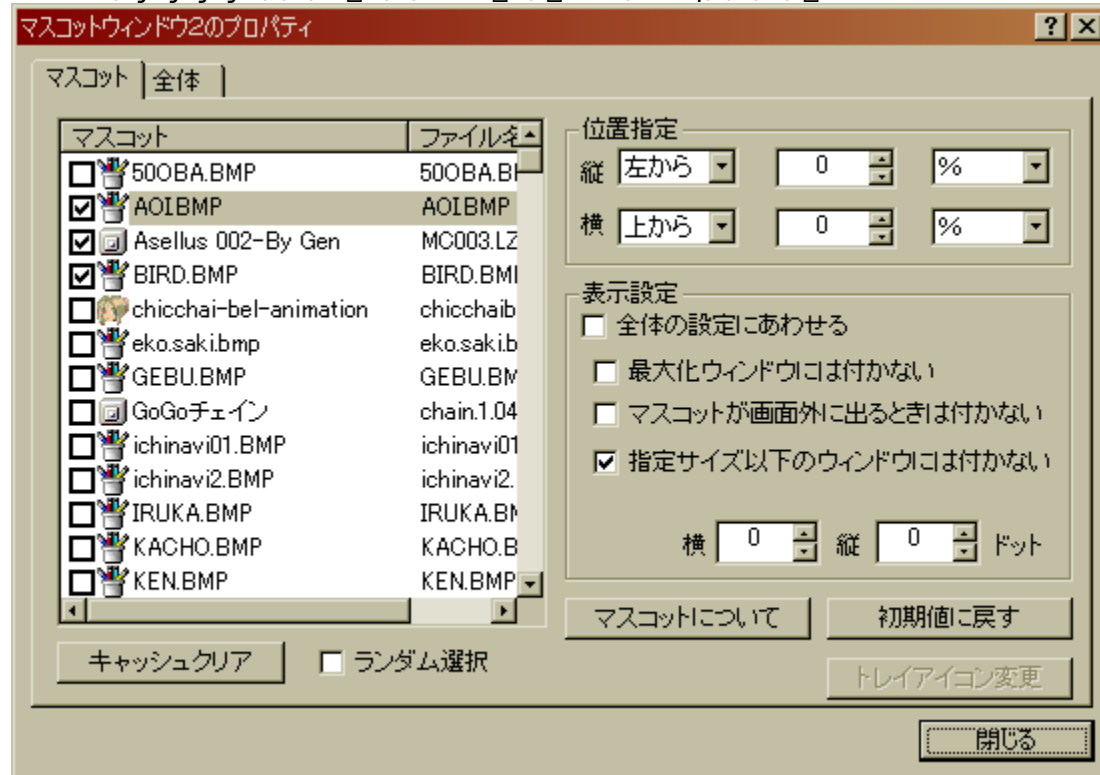 マスコットウィンドウ2のプロパティ
マスコット 全体
マスコット ファイル名
500BA.BMP 500BA.B
AOI.BMP AOI.BMP
Asellus 002-By Gen MC003.LZ
BIRD.BMP BIRD.BM
chicchai-bel-animation chicchaib
eko.saki.bmp eko.saki.b
GEBU.BMP GEBU.BM
GoGoチェイン chain.1.04
ichinavi01.BMP ichinavi01
ichinavi2.BMP ichinavi2.
IRUKA.BMP IRUKA.BM
KACHO.BMP KACHO.B
KEN.BMP KEN.BMP
キャッシュクリア
ランダム選択
位置指定
縦 左から 0 %
横 上から 0 %
表示設定
全体の設定にあわせる
最大化ウィンドウには付かない
マスコットが画面外に出るときは付かない
指定サイズ以下のウィンドウには付かない
横 0 縦 0 ドット
マスコットについて 初期値に戻す
トレイアイコン変更
閉じる